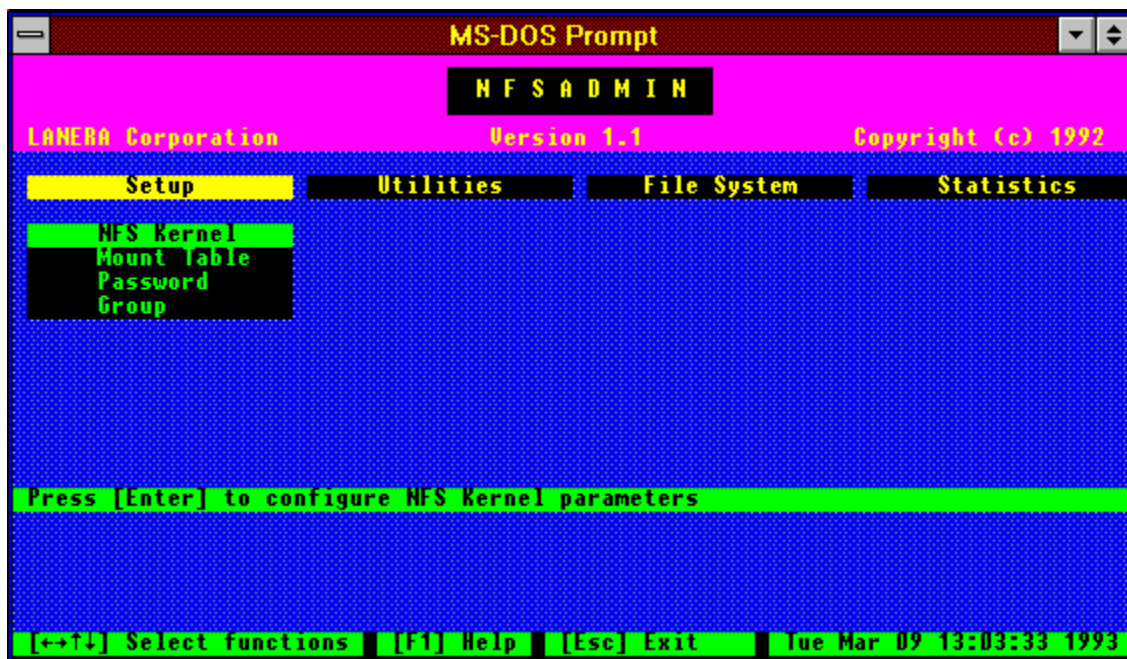 MS-DOS Prompt
N F S A D M I N
LANERA Corporation Version 1.1 Copyright (c) 1992
Setup Utilities File System Statistics
NFS Kernel
Mount Table
Password
Group
Press [Enter] to configure NFS Kernel parameters
[←→↑↓] Select functions [F1] Help [Esc] Exit Tue Mar 09 13:03:33 1993